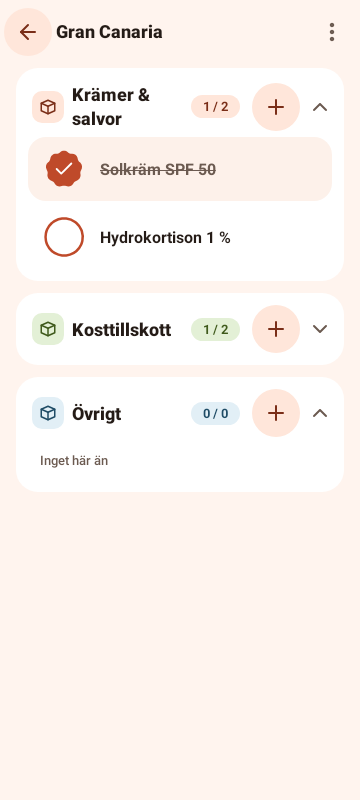 Gran Canaria
Krämer &
salvor
1 / 2
Solkräm SPF 50
Hydrokortison 1 %
Kosttillskott
1 / 2
Övrigt
0 / 0
Inget här än